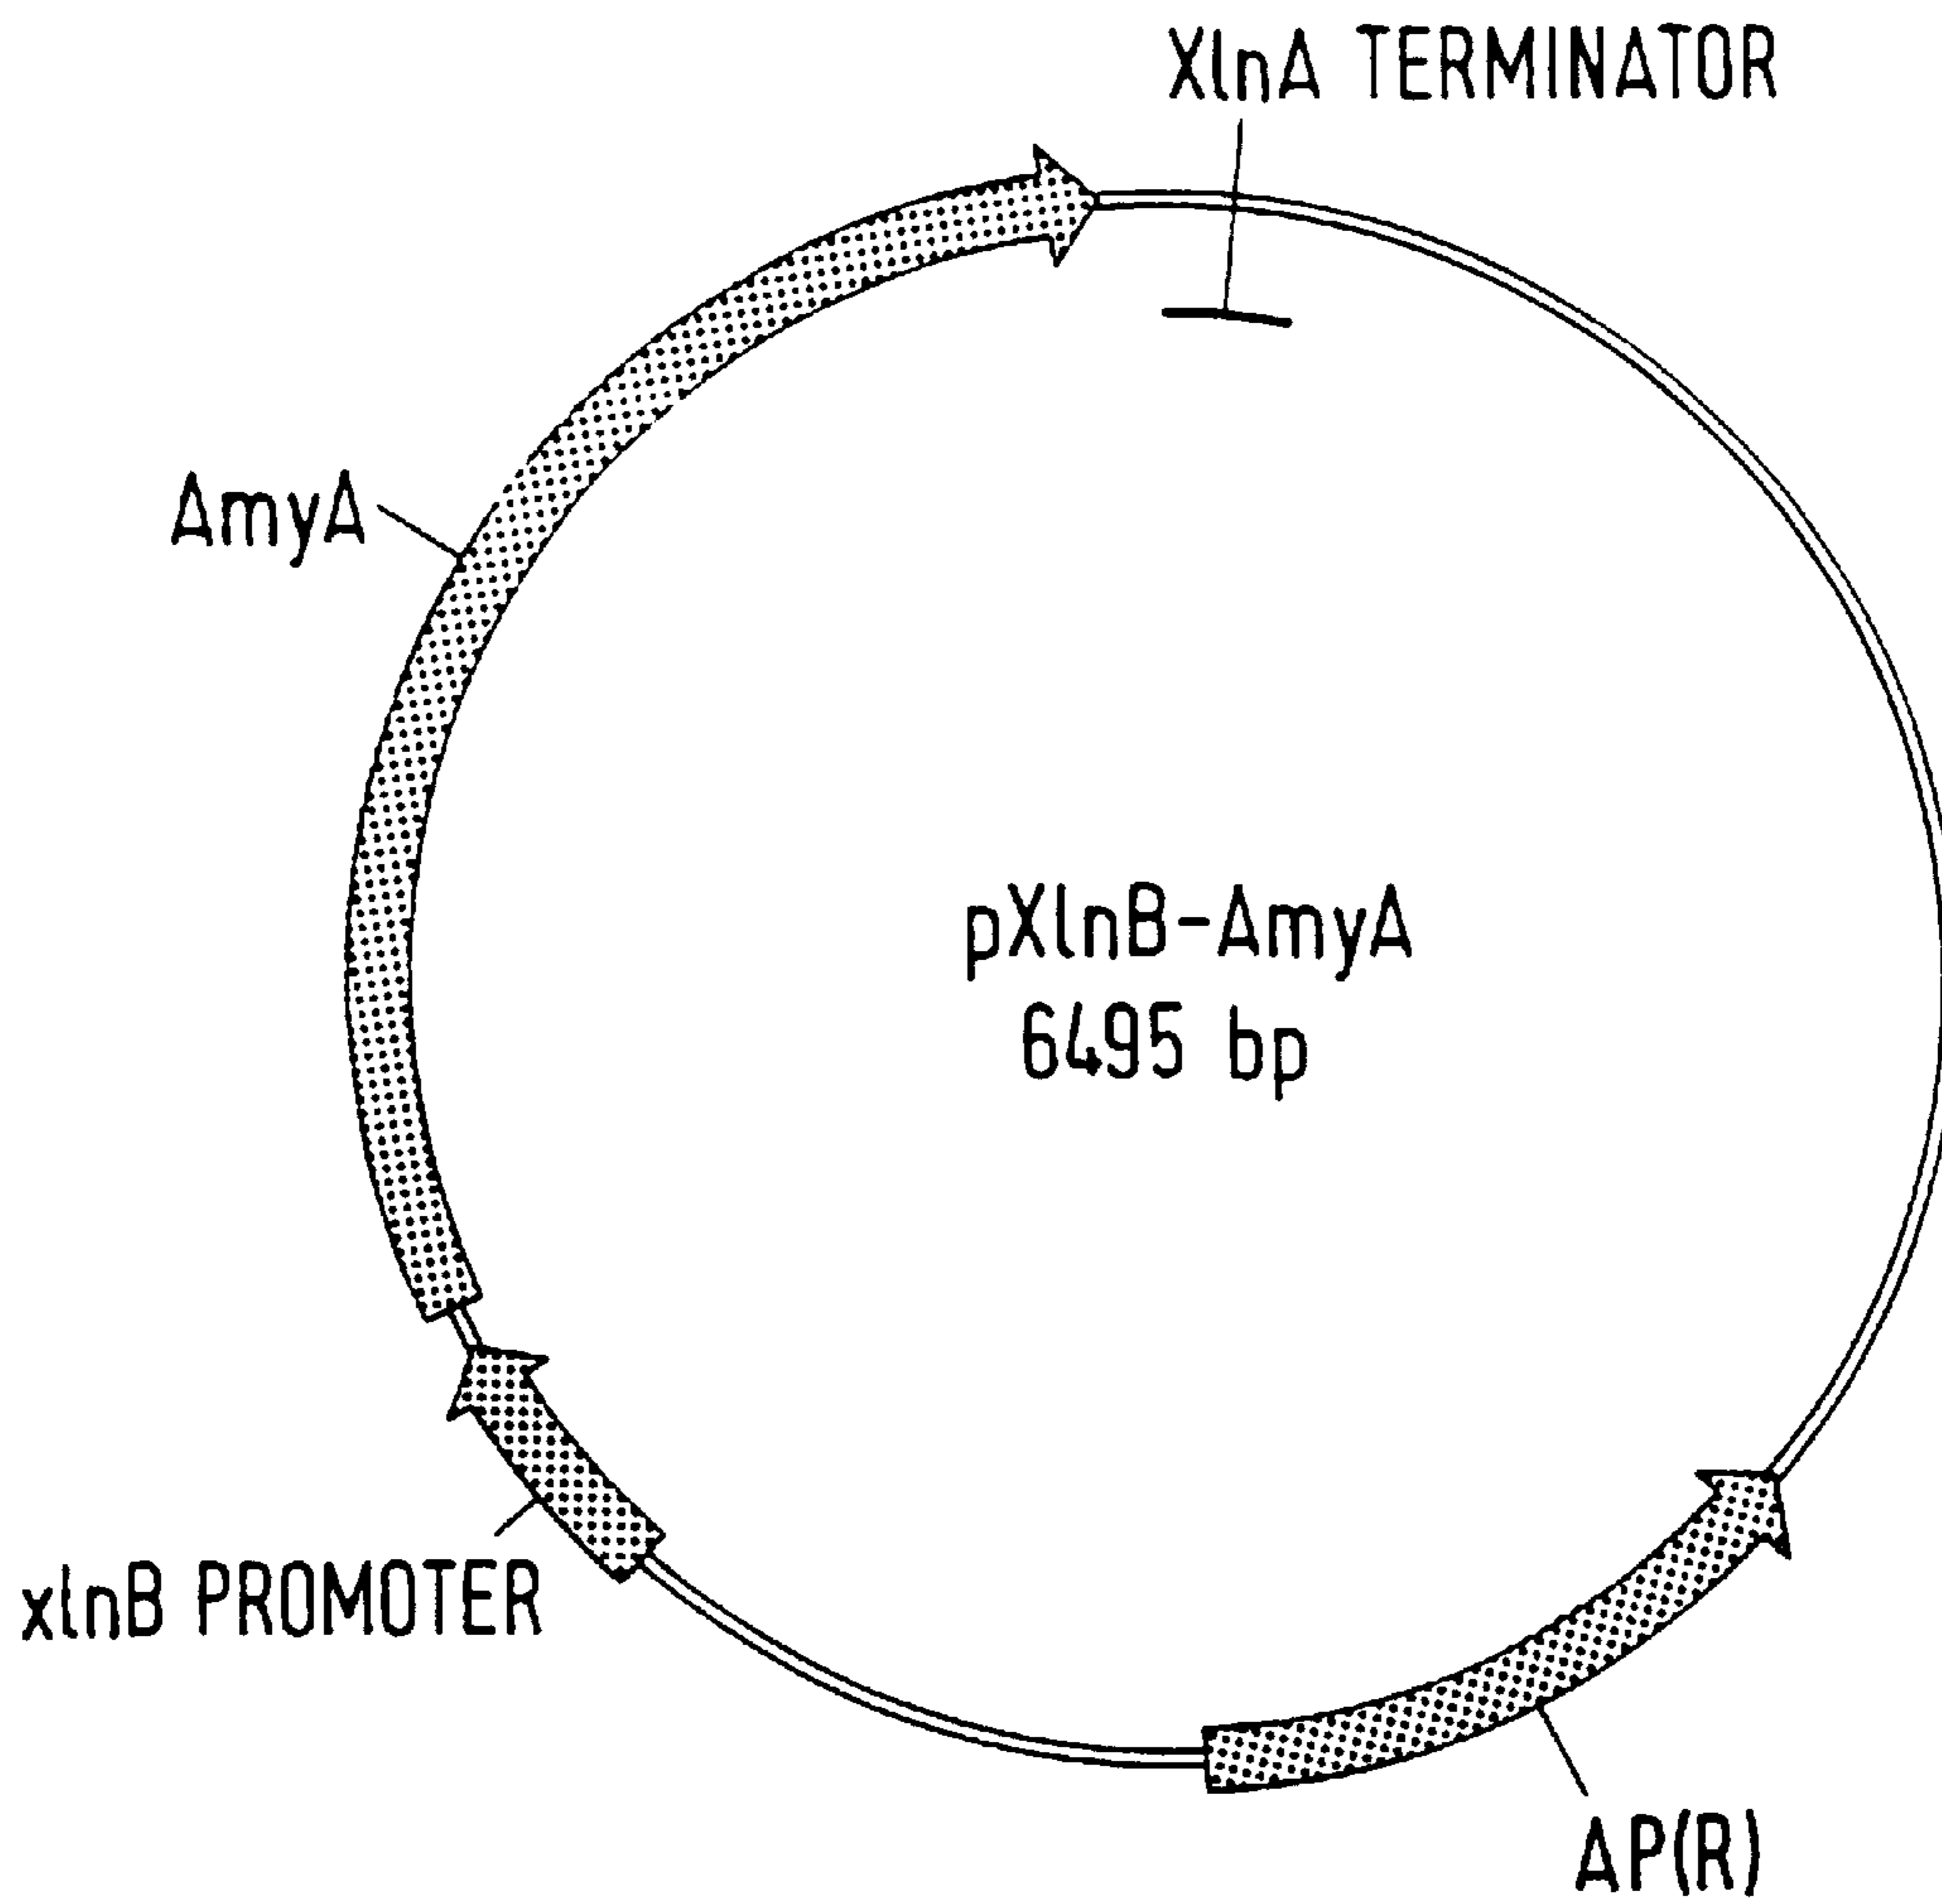 XlnA TERMINATOR
AmyA
pXlnB-AmyA
6495 bp
xlnB PROMOTER
AP(R)